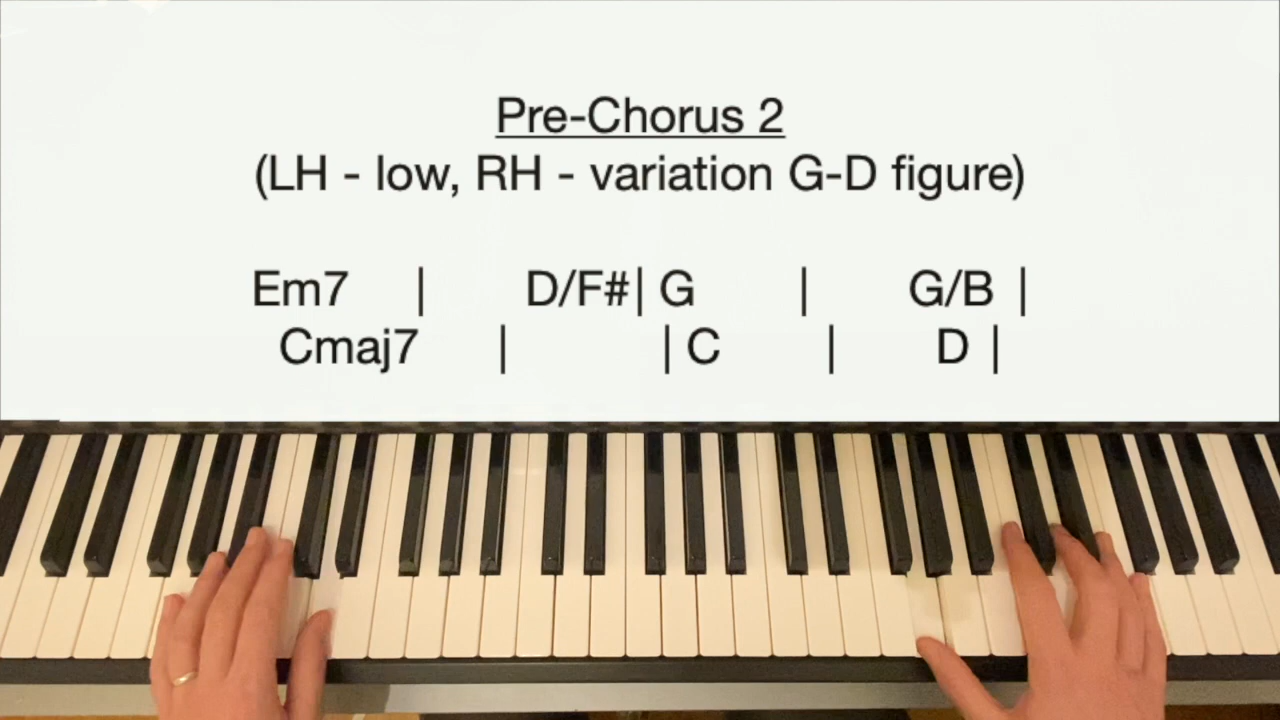 Pre-Chorus 2
(LH - low, RH - variation G-D figure)
Em7 | D/F#| G | G/B |
Cmaj7 | | C | D |